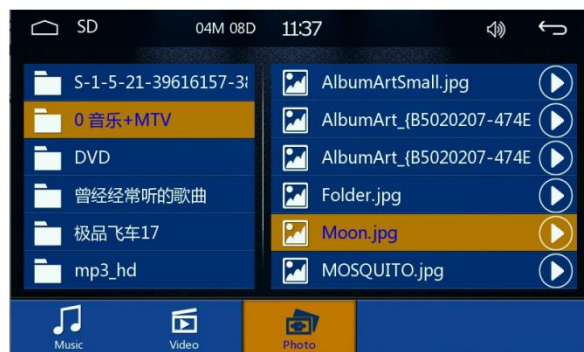 SD 04M 08D 11:37
S-1-5-21-39616157-38
0 音乐+MTV
DVD
曾经经常听的歌曲
极品飞车17
mp3_hd
AlbumArtSmall.jpg
AlbumArt_{B5020207-474E
AlbumArt_{B5020207-474E
Folder.jpg
Moon.jpg
MOSQUITO.jpg
Music Video Photo